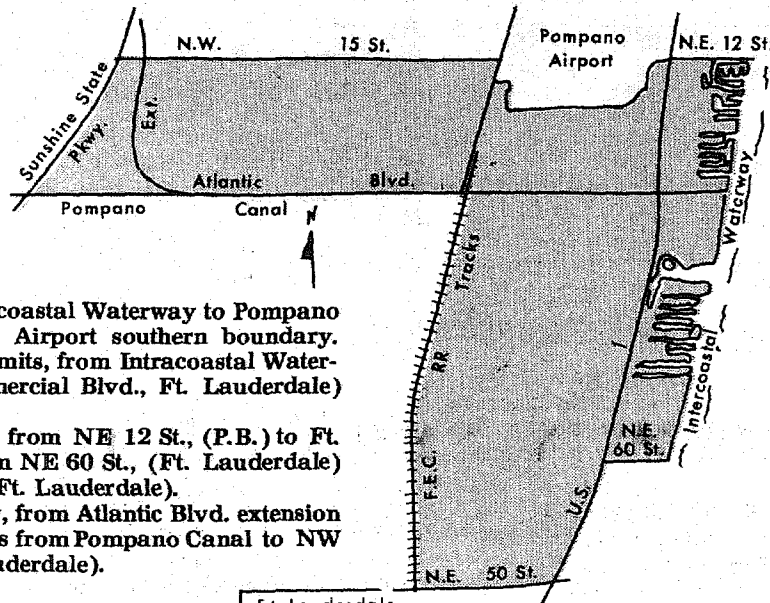 N.W. 15 St.
Pompano
Airport
N.E. 12 St.
Sunshine State
Pkwy.
Ext.
Atlantic Blvd.
Pompano Canal
N
Waterway
Tracks
RR.
F.E.C.
U.S. 1
Intercoastal
N.E.
60 St.
N.E. 50 St.
coastal Waterway to Pompano
Airport southern boundary.
mits, from Intracoastal Water-
mercial Blvd., Ft. Lauderdale)
from NE 12 St., (P.B.) to Ft.
m NE 60 St., (Ft. Lauderdale)
Ft. Lauderdale).
, from Atlantic Blvd. extension
s from Pompano Canal to NW
uderdale).